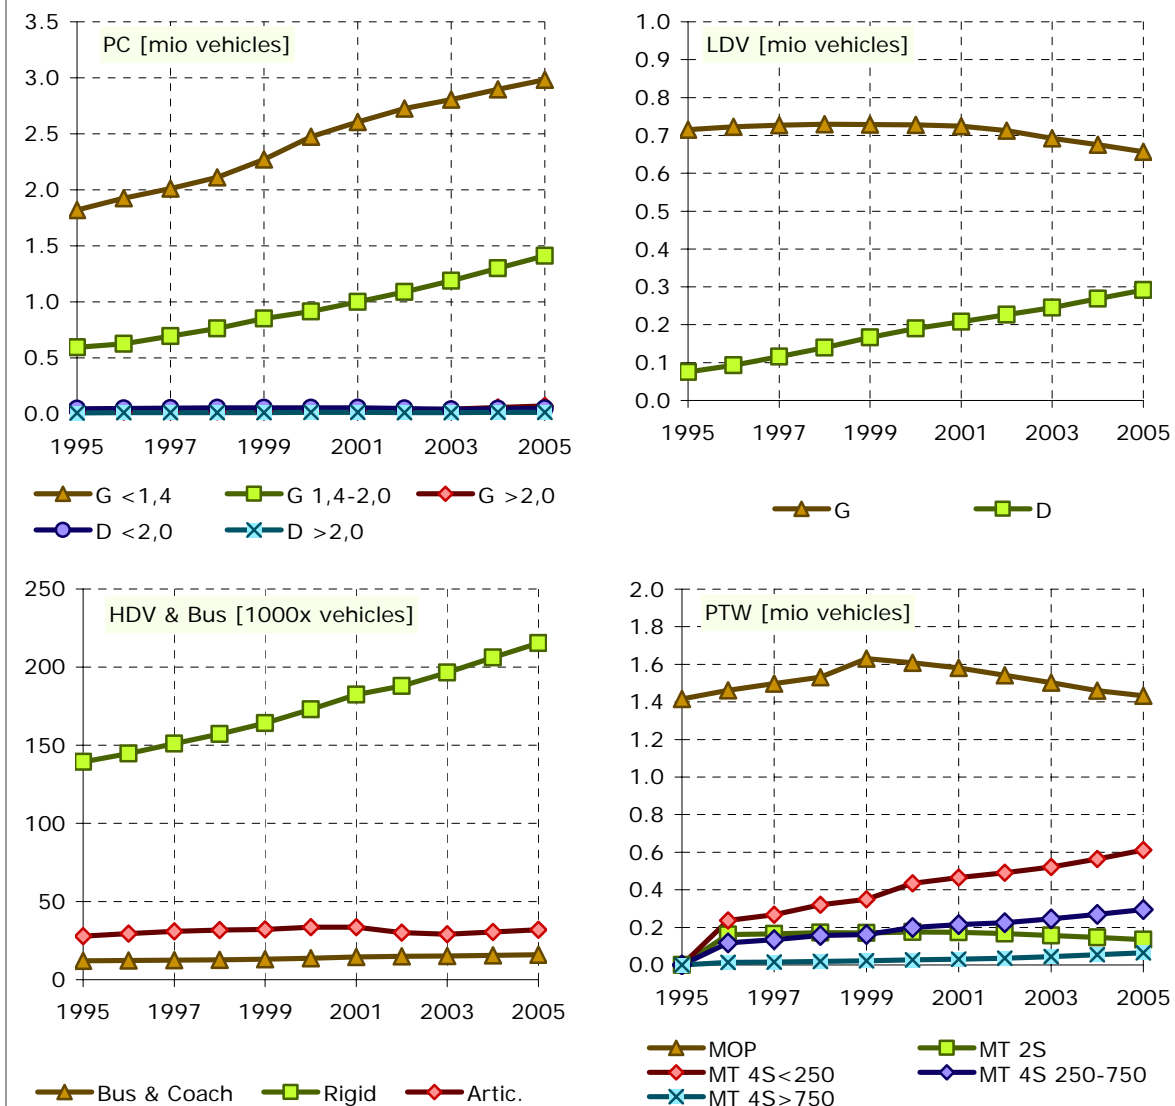 PC [mio vehicles]
3.5
3.0
2.5
2.0
1.5
1.0
0.5
0.0
1995 1997 1999 2001 2003 2005
G <1,4 G 1,4-2,0 G >2,0
D <2,0 D >2,0
LDV [mio vehicles]
1.0
0.9
0.8
0.7
0.6
0.5
0.4
0.3
0.2
0.1
0.0
1995 1997 1999 2001 2003 2005
G D
HDV & Bus [1000x vehicles]
250
200
150
100
50
0
1995 1997 1999 2001 2003 2005
Bus & Coach Rigid Artic.
PTW [mio vehicles]
2.0
1.8
1.6
1.4
1.2
1.0
0.8
0.6
0.4
0.2
0.0
1995 1997 1999 2001 2003 2005
MOP MT 2S
MT 4S<250 MT 4S 250-750
MT 4S>750